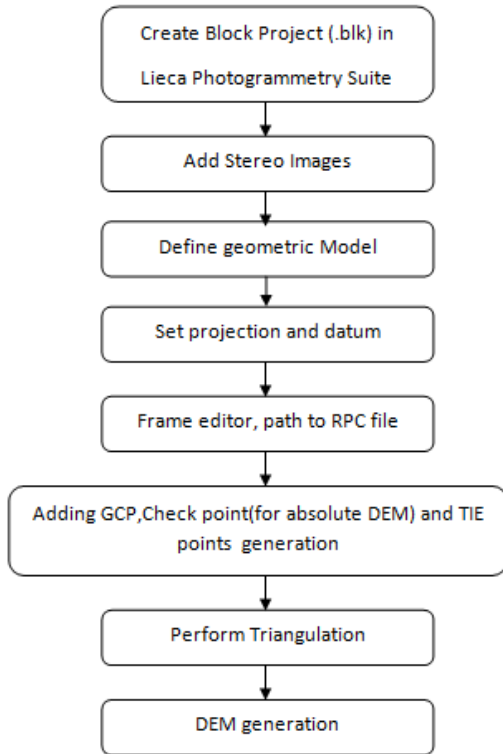 Create Block Project (.blk) in
Lieca Photogrammetry Suite
Add Stereo Images
Define geometric Model
Set projection and datum
Frame editor, path to RPC file
Adding GCP,Check point(for absolute DEM) and TIE
points generation
Perform Triangulation
DEM generation